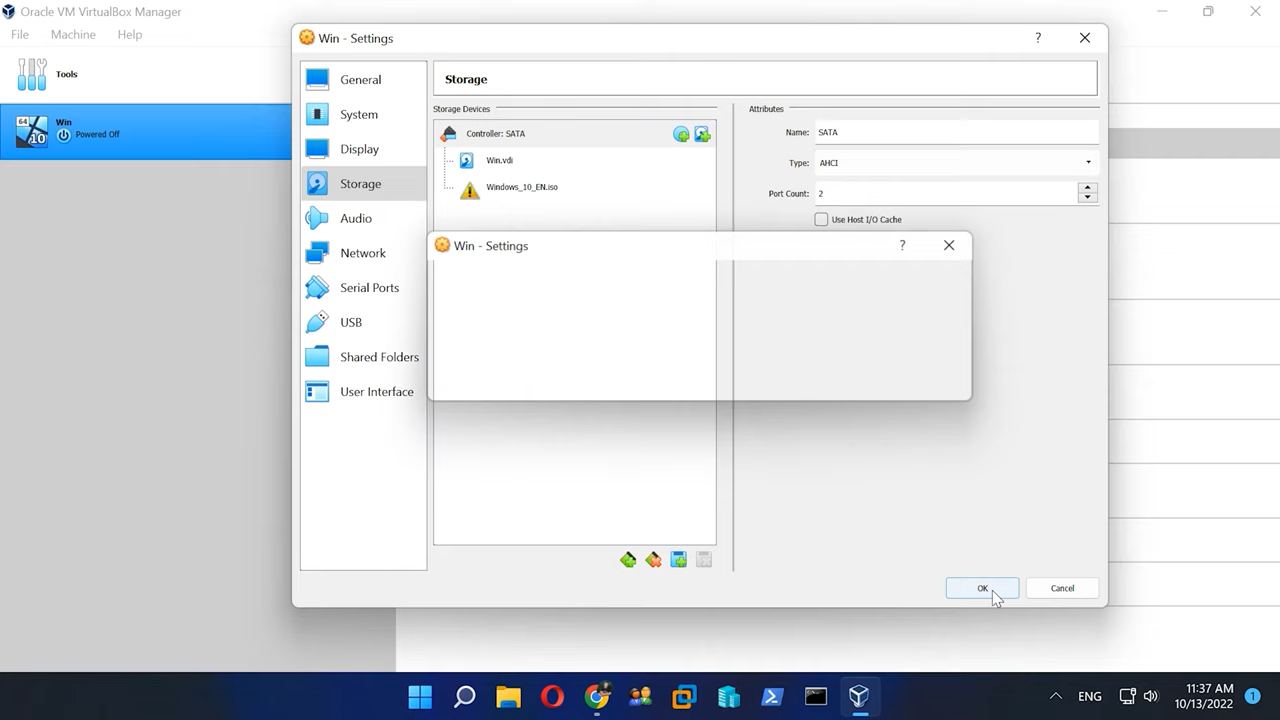 Oracle VM VirtualBox Manager
File Machine Help
Tools
64
10
Win
Powered Off
Win - Settings
?
General
System
Display
Storage
Audio
Network
Serial Ports
USB
Shared Folders
User Interface
Storage
Storage Devices
Controller: SATA
Win.vdi
Windows_10_EN.iso
Attributes
Name: SATA
Type: AHCI
Port Count: 2
Use Host I/O Cache
Win - Settings
?
OK Cancel
ENG
11:37 AM
10/13/2022
1